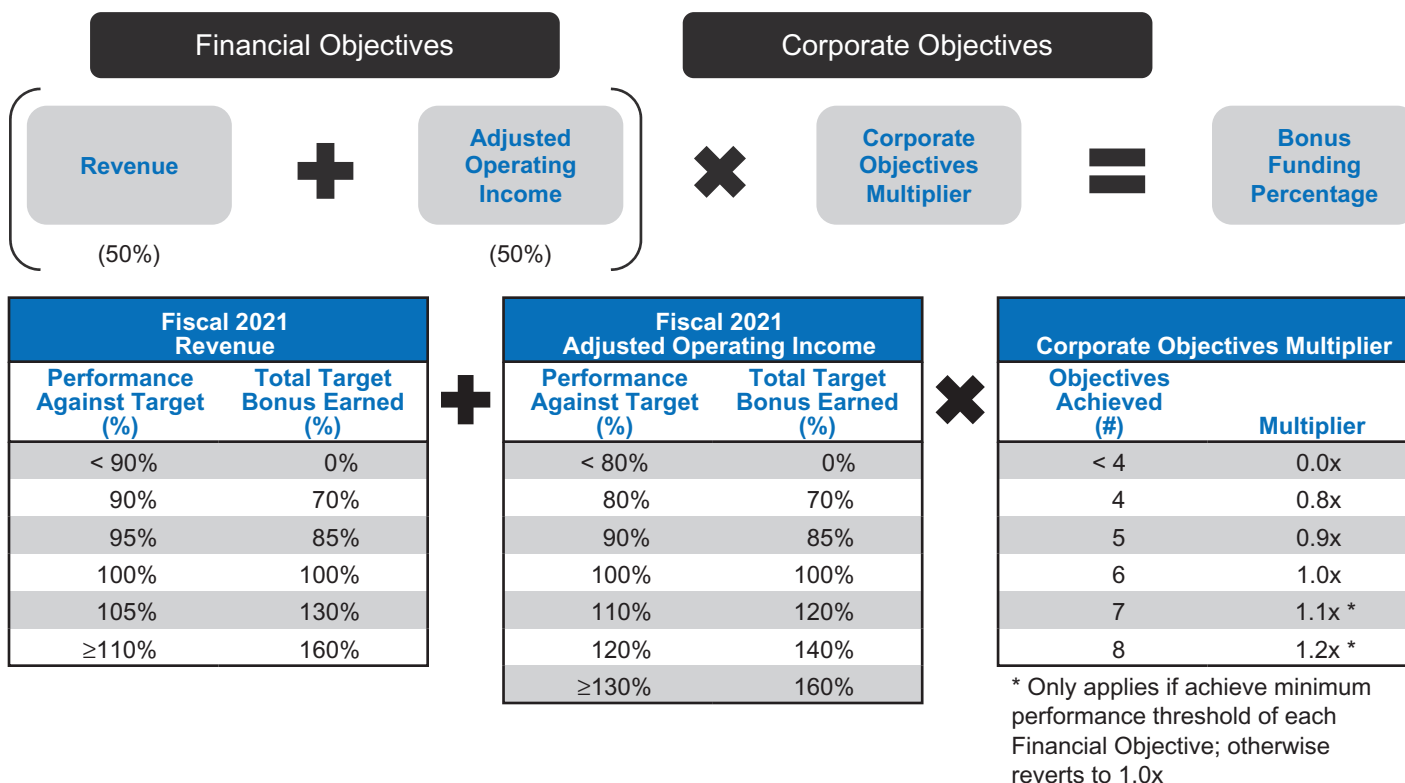 Financial Objectives
Corporate Objectives
Revenue
Adjusted
Operating
Income
Corporate
Objectives
Multiplier
Bonus
Funding
Percentage
(50%)
(50%)
Fiscal 2021
Revenue
Performance
Against Target
(%)
Total Target
Bonus Earned
(%)
< 90% 0%
90% 70%
95% 85%
100% 100%
105% 130%
≥110% 160%
Fiscal 2021
Adjusted Operating Income
Performance
Against Target
(%)
Total Target
Bonus Earned
(%)
< 80% 0%
80% 70%
90% 85%
100% 100%
110% 120%
120% 140%
≥130% 160%
Corporate Objectives Multiplier
Objectives
Achieved
(#)
Multiplier
< 4 0.0x
4 0.8x
5 0.9x
6 1.0x
7 1.1x *
8 1.2x *
* Only applies if achieve minimum
performance threshold of each
Financial Objective; otherwise
reverts to 1.0x